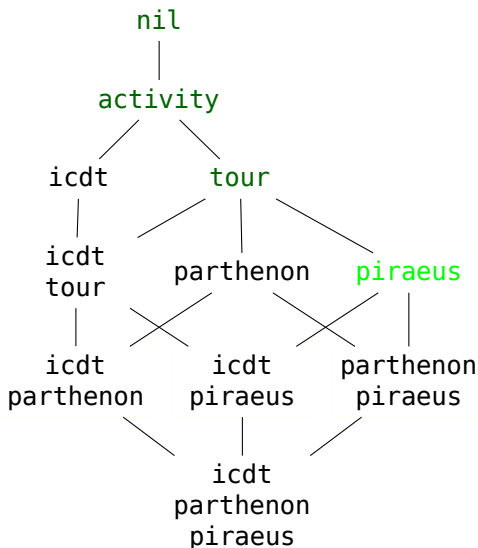 nil
activity
icdt
tour
icdt
tour
parthenon
piraeus
icdt
parthenon
icdt
piraeus
parthenon
piraeus
icdt
parthenon
piraeus